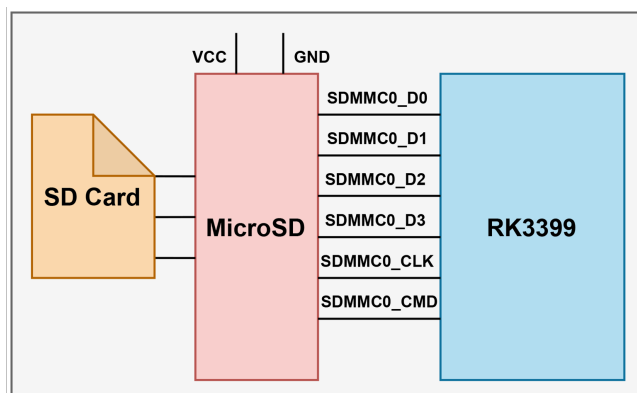 VCC
GND
SD Card
MicroSD
SDMMC0_D0
SDMMC0_D1
SDMMC0_D2
SDMMC0_D3
SDMMC0_CLK
SDMMC0_CMD
RK3399